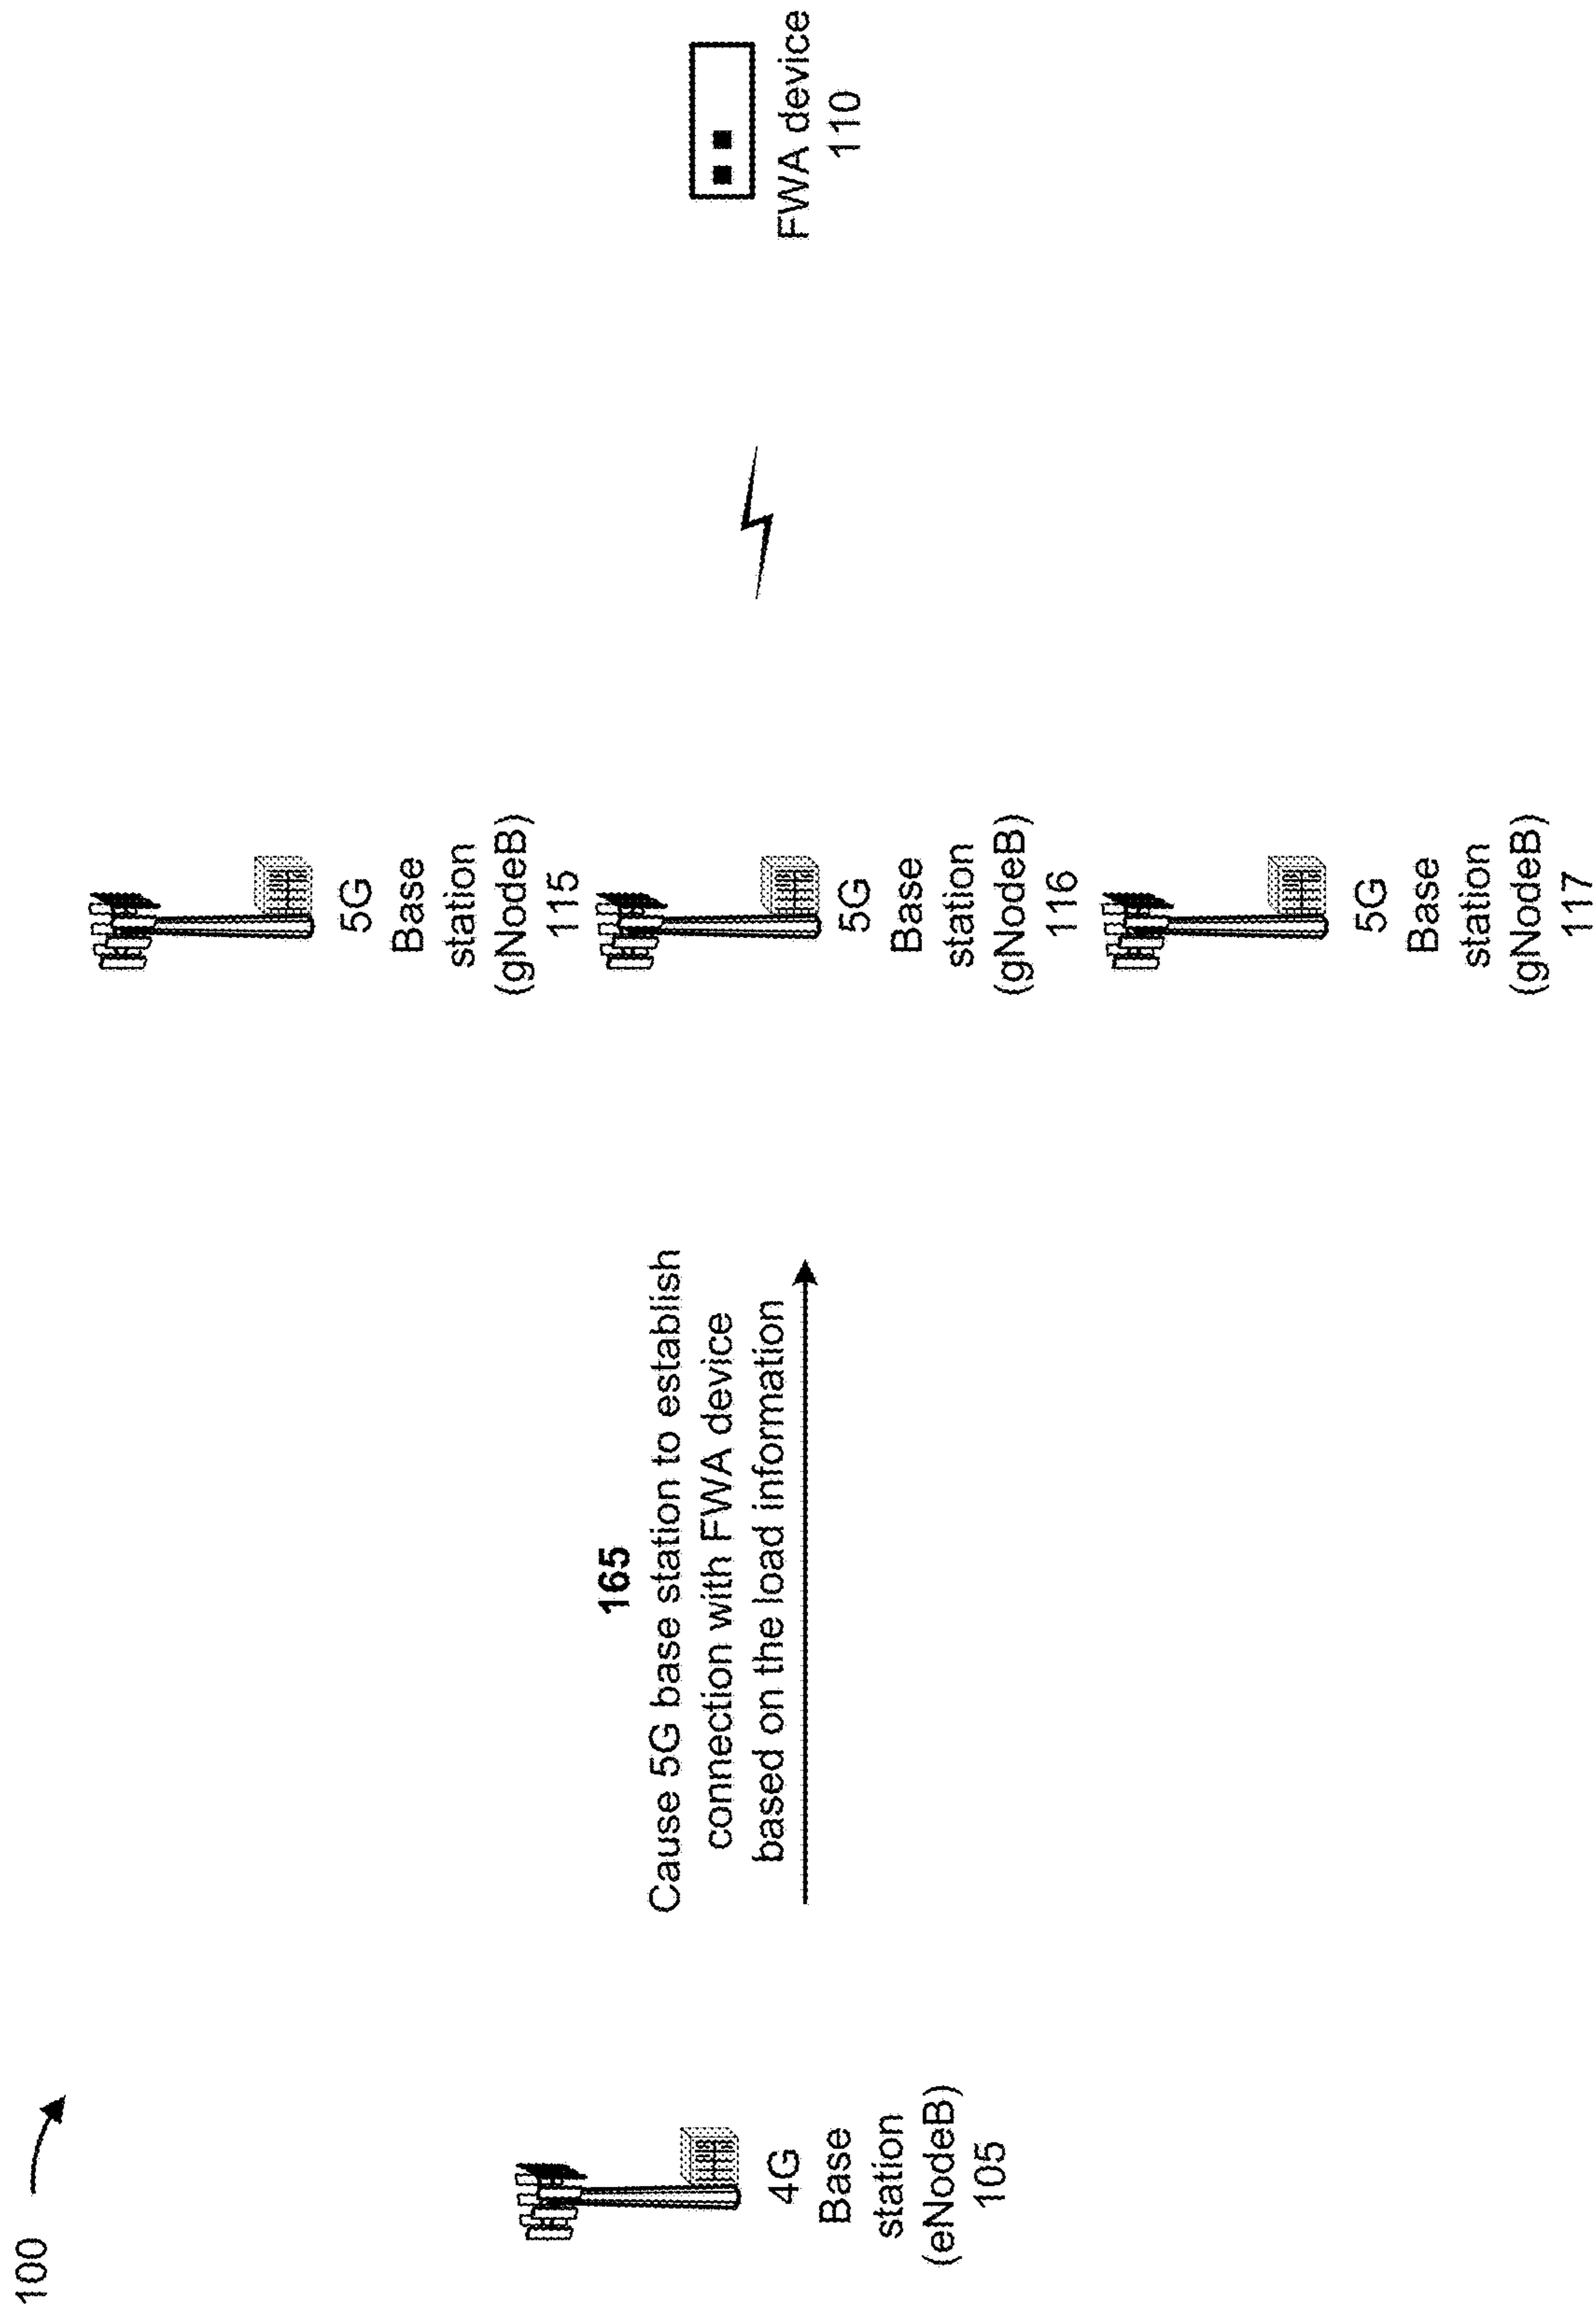 100
4G
Base
station
(eNodeB)
105
165
Cause 5G base station to establish
connection with FWA device
based on the load information
5G
Base
station
(gNodeB)
115
5G
Base
station
(gNodeB)
116
5G
Base
station
(gNodeB)
117
FWA device
110